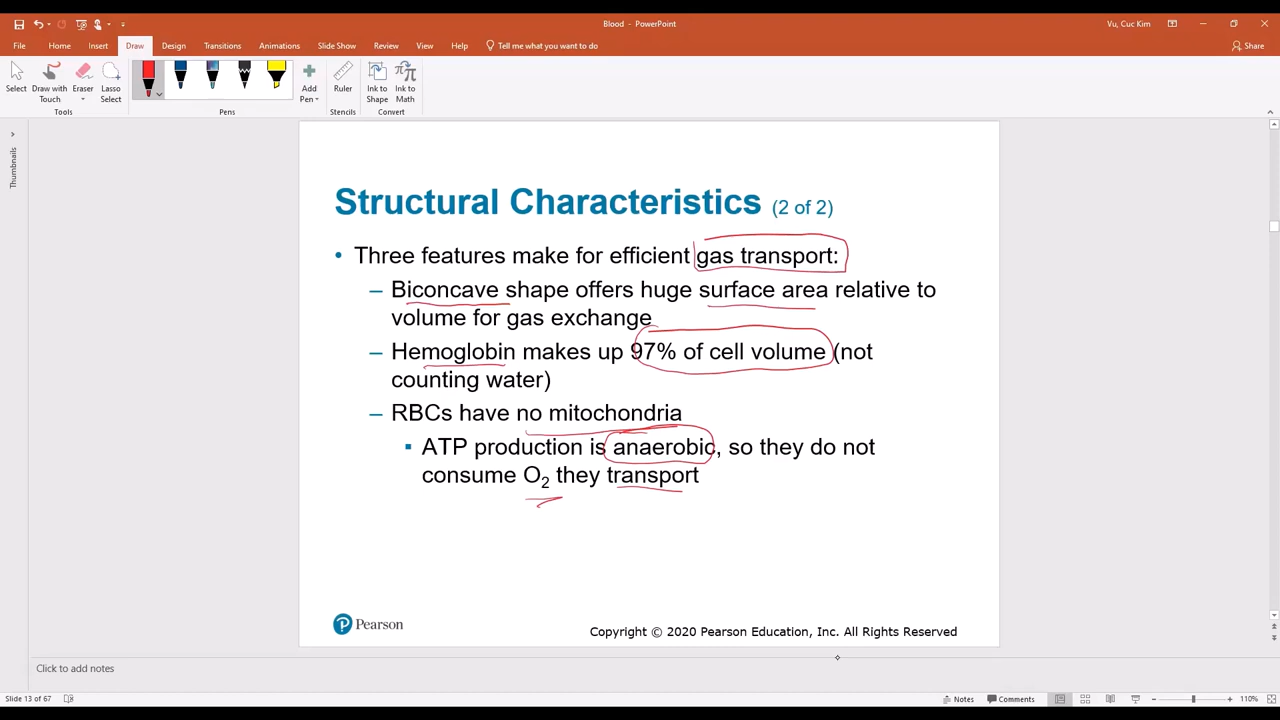 Blood - PowerPoint
Vu, Cuc Kim
File Home Insert Draw Design Transitions Animations Slide Show Review View Help Tell me what you want to do Share
Select
Draw with Touch
Eraser
Lasso Select
Add Pen
Ruler
Ink to Shape
Ink to Math
Tools Pens Stencils Convert
Thumbnails
Structural Characteristics (2 of 2)
• Three features make for efficient gas transport:
– Biconcave shape offers huge surface area relative to
volume for gas exchange
– Hemoglobin makes up 97% of cell volume (not
counting water)
– RBCs have no mitochondria
▪ ATP production is anaerobic, so they do not
consume O₂ they transport
Pearson
Copyright © 2020 Pearson Education, Inc. All Rights Reserved
Click to add notes
Slide 13 of 67 Notes Comments 110%